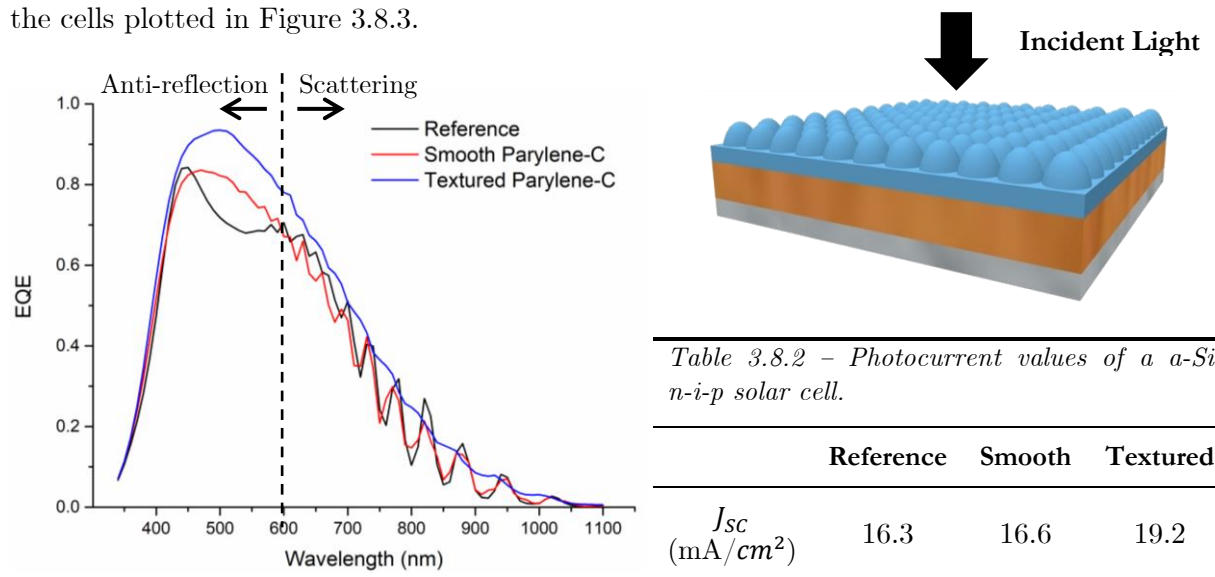 the cells plotted in Figure 3.8.3.
Anti-reflection Scattering
Reference
Smooth Parylene-C
Textured Parylene-C
EQE
1.0
0.8
0.6
0.4
0.2
0.0
400 500 600 700 800 900 1000 1100
Wavelength (nm)
Incident Light
Table 3.8.2 – Photocurrent values of a a-Si
n-i-p solar cell.
Reference Smooth Textured
J_SC 16.3 16.6 19.2
(mA/cm²)